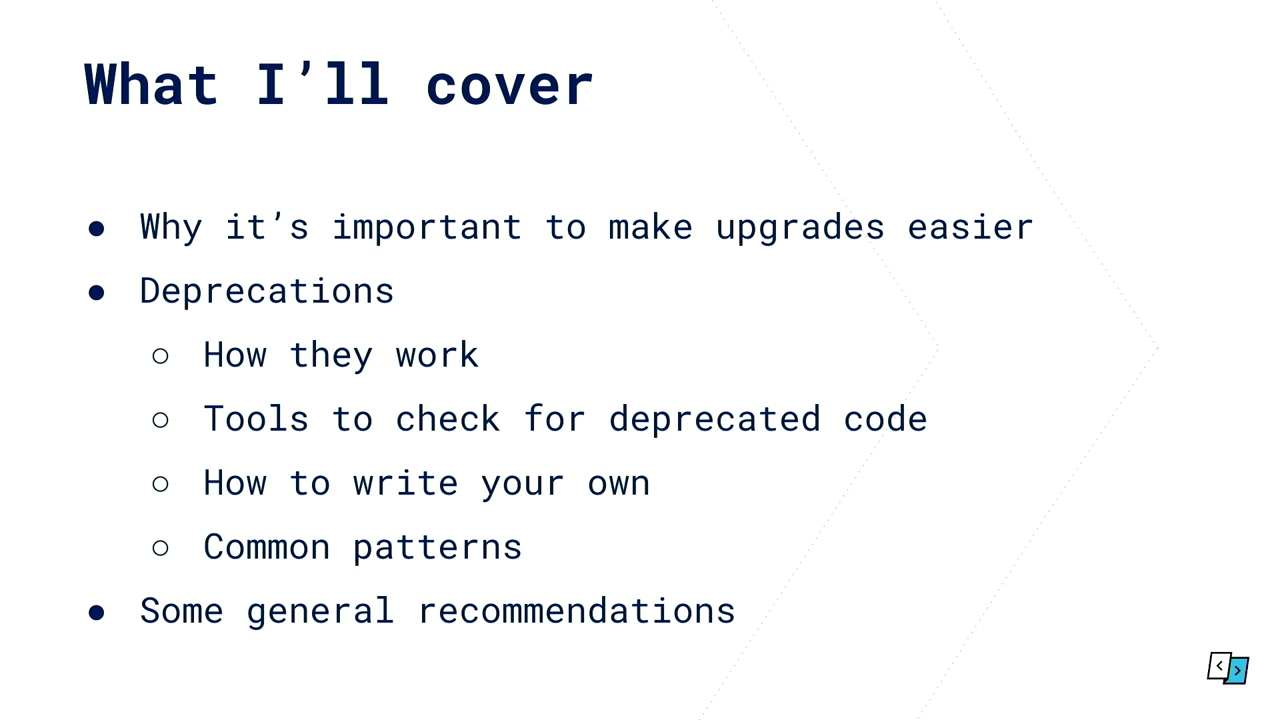 What I’ll cover
● Why it’s important to make upgrades easier
● Deprecations
○ How they work
○ Tools to check for deprecated code
○ How to write your own
○ Common patterns
● Some general recommendations